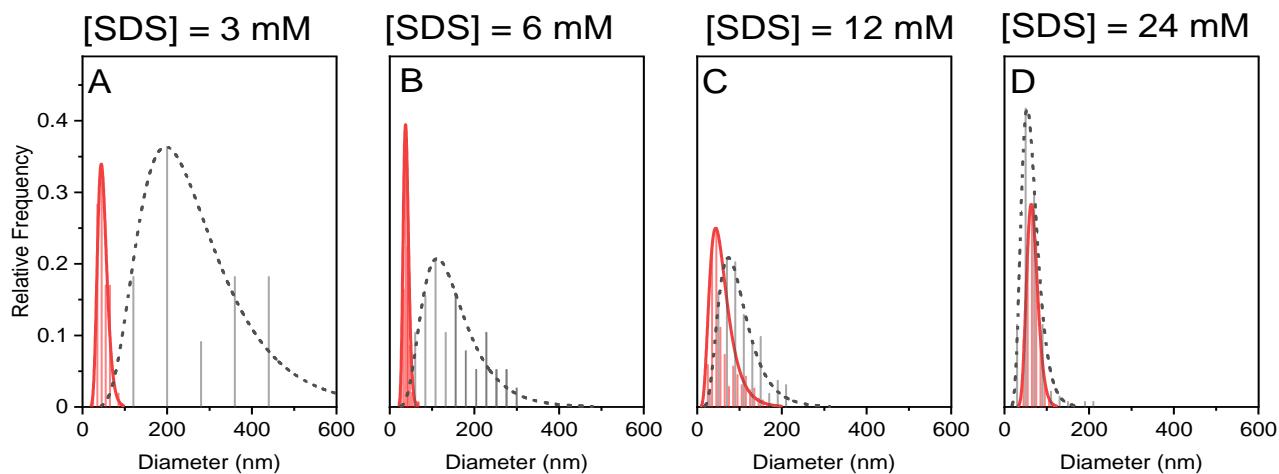 [SDS] = 3 mM
[SDS] = 6 mM
[SDS] = 12 mM
[SDS] = 24 mM
A
B
C
D
Relative Frequency
0.4
0.3
0.2
0.1
0
0 200 400 600
0 200 400 600
0 200 400 600
0 200 400 600
Diameter (nm)
Diameter (nm)
Diameter (nm)
Diameter (nm)